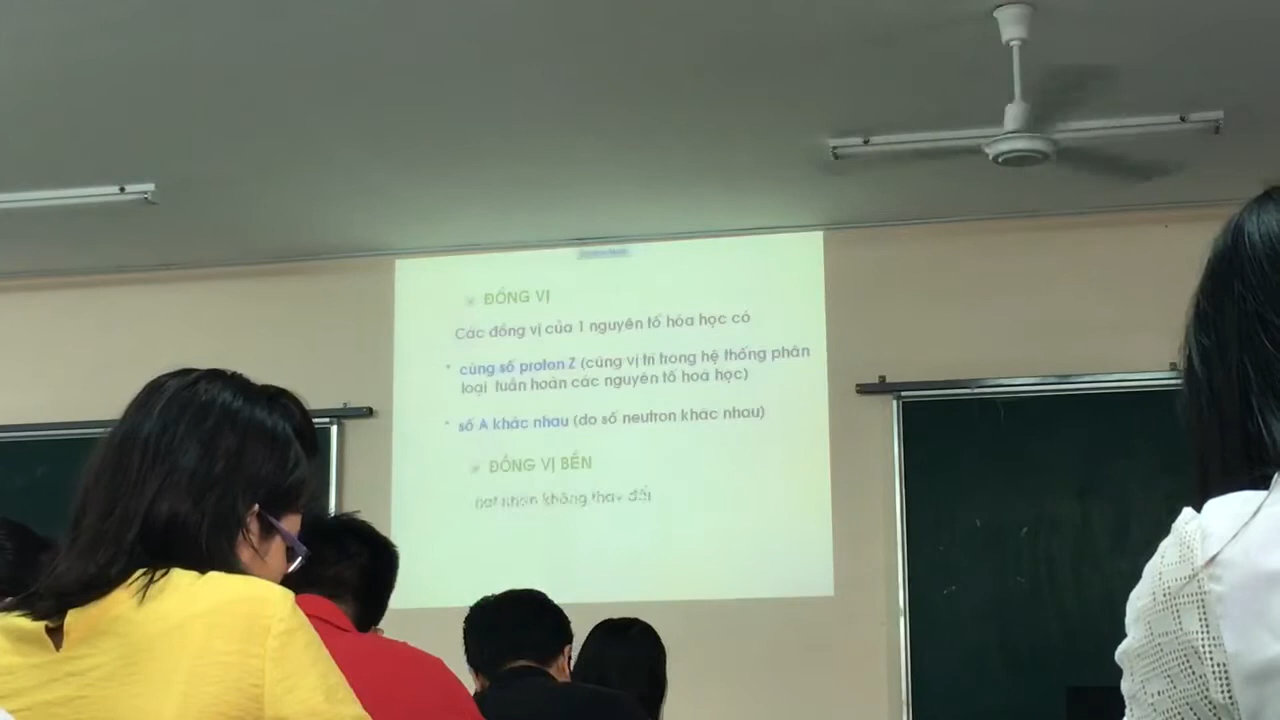 ĐỒNG VỊ
Các đồng vị của 1 nguyên tố hóa học có
* cùng số proton Z (cùng vị trí trong hệ thống phân
loại tuần hoàn các nguyên tố hoá học)
* số A khác nhau (do số neutron khác nhau)
ĐỒNG VỊ BỀN
hạt nhân không thay đổi